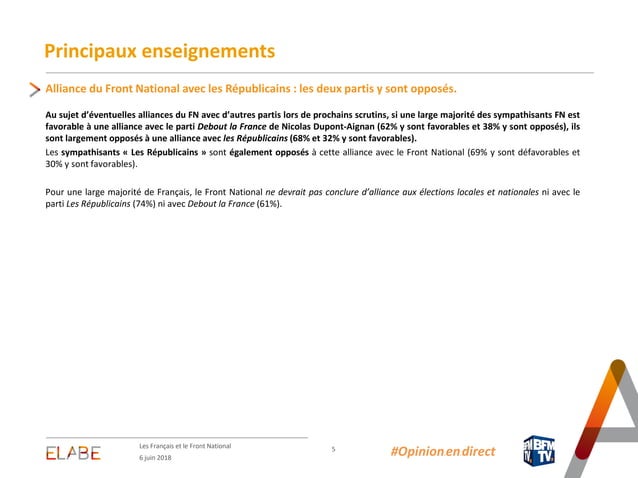 Principaux enseignements
Alliance du Front National avec les Républicains : les deux partis y sont opposés.
Au sujet d'éventuelles alliances du FN avec d'autres partis lors de prochains scrutins, si une large majorité des sympathisants FN est
favorable à une alliance avec le parti Debout la France de Nicolas Dupont-Aignan (62% y sont favorables et 38% y sont opposés), ils
sont largement opposés à une alliance avec les Républicains (68% et 32% y sont favorables).
Les sympathisants « Les Républicains » sont également opposés à cette alliance avec le Front National (69% y sont défavorables et
30% y sont favorables).
Pour une large majorité de Français, le Front National ne devrait pas conclure d'alliance aux élections locales et nationales ni avec le
parti Les Républicains (74%) ni avec Debout la France (61%).
ELABE
Les Français et le Front National
6 juin 2018
5
#Opinionendirect
BFM
TV.